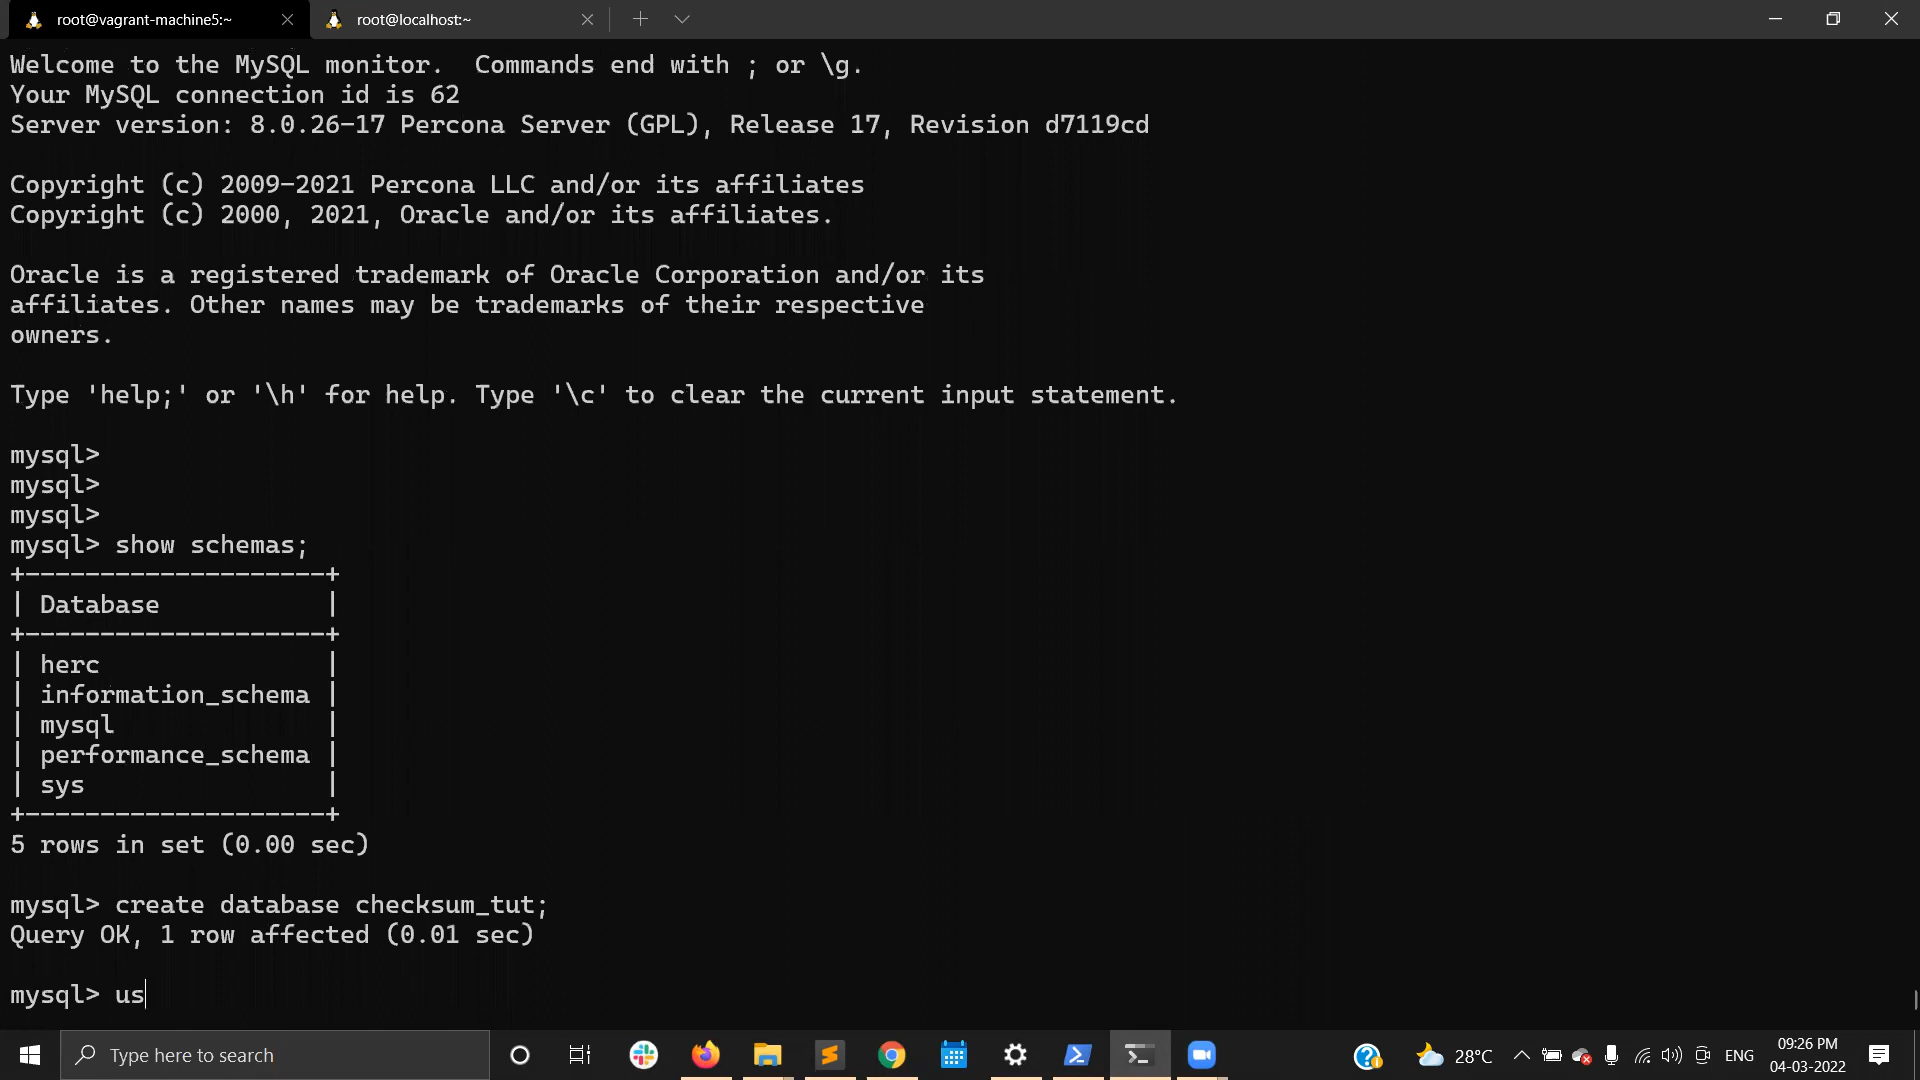 root@vagrant-machine5:~
root@localhost:~
Welcome to the MySQL monitor.  Commands end with ; or \g.
Your MySQL connection id is 62
Server version: 8.0.26-17 Percona Server (GPL), Release 17, Revision d7119cd
Copyright (c) 2009-2021 Percona LLC and/or its affiliates
Copyright (c) 2000, 2021, Oracle and/or its affiliates.
Oracle is a registered trademark of Oracle Corporation and/or its
affiliates. Other names may be trademarks of their respective
owners.
Type 'help;' or '\h' for help. Type '\c' to clear the current input statement.
mysql>
mysql>
mysql>
mysql> show schemas;
+--------------------+
| Database           |
+--------------------+
| herc               |
| information_schema |
| mysql              |
| performance_schema |
| sys                |
+--------------------+
5 rows in set (0.00 sec)
mysql> create database checksum_tut;
Query OK, 1 row affected (0.01 sec)
mysql> us
Type here to search
28°C
ENG
09:26 PM
04-03-2022